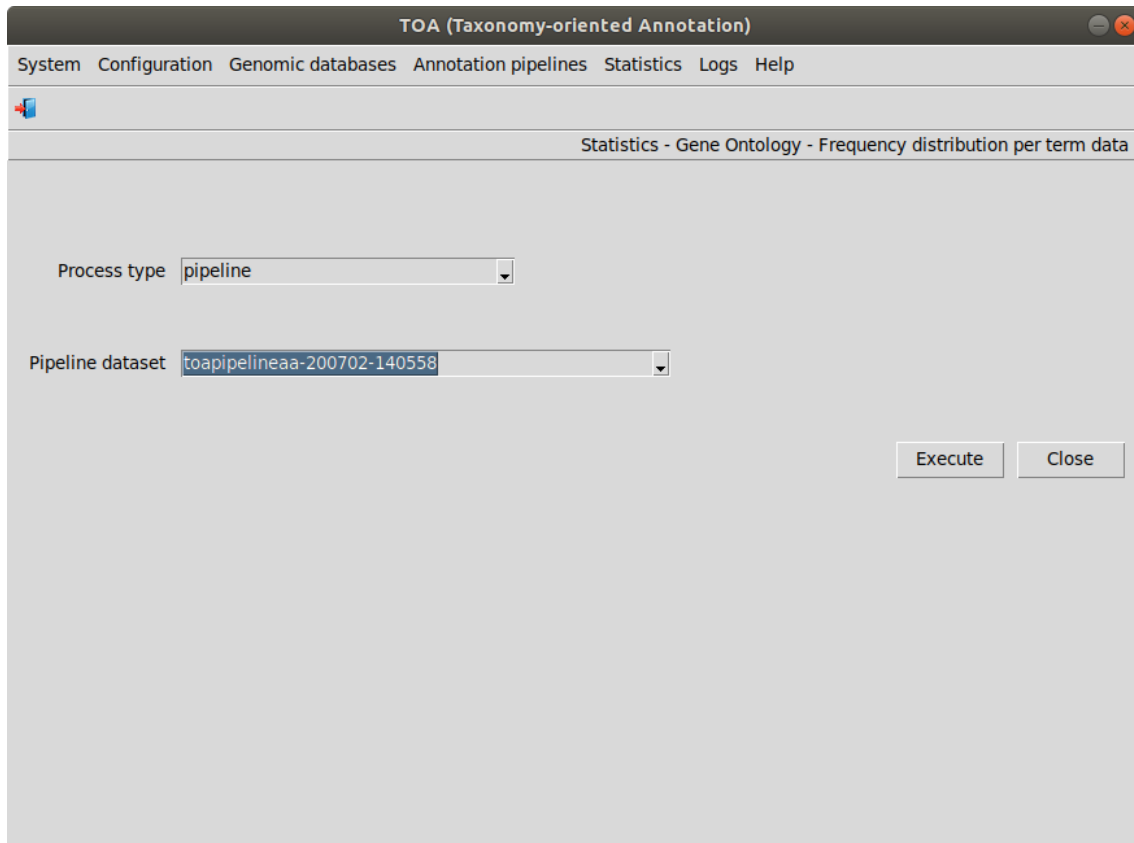 TOA (Taxonomy-oriented Annotation)
System Configuration Genomic databases Annotation pipelines Statistics Logs Help
Statistics - Gene Ontology - Frequency distribution per term data
Process type pipeline
Pipeline dataset toapipelineaa-200702-140558
Execute Close